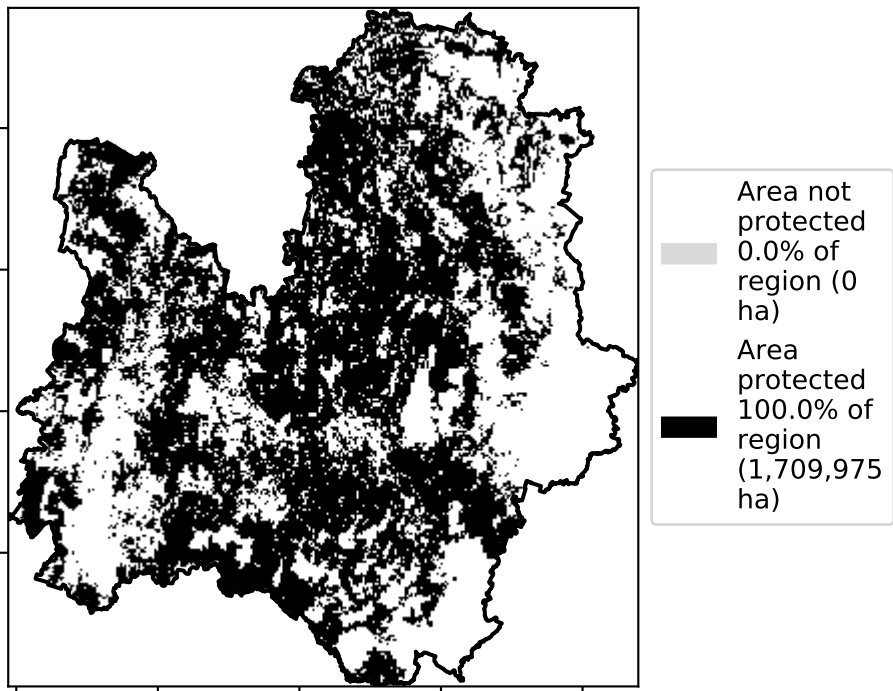 Area not
protected
0.0% of
region (0
ha)
Area
protected
100.0% of
region
(1,709,975
ha)